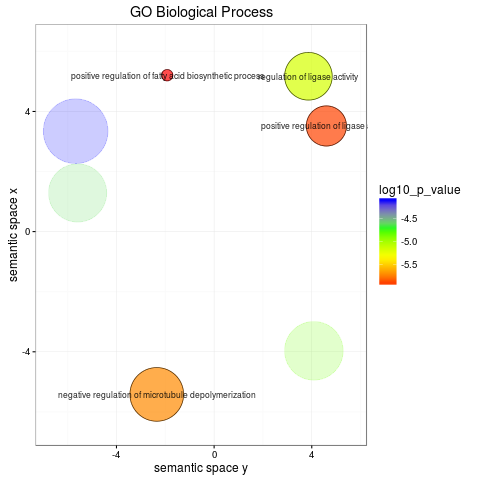 GO Biological Process
positive regulation of fatty acid biosynthetic process
regulation of ligase activity
positive regulation of ligase
negative regulation of microtubule depolymerization
4
0
-4
-4
0
4
semantic space x
semantic space y
log10_p_value
-4.5
-5.0
-5.5